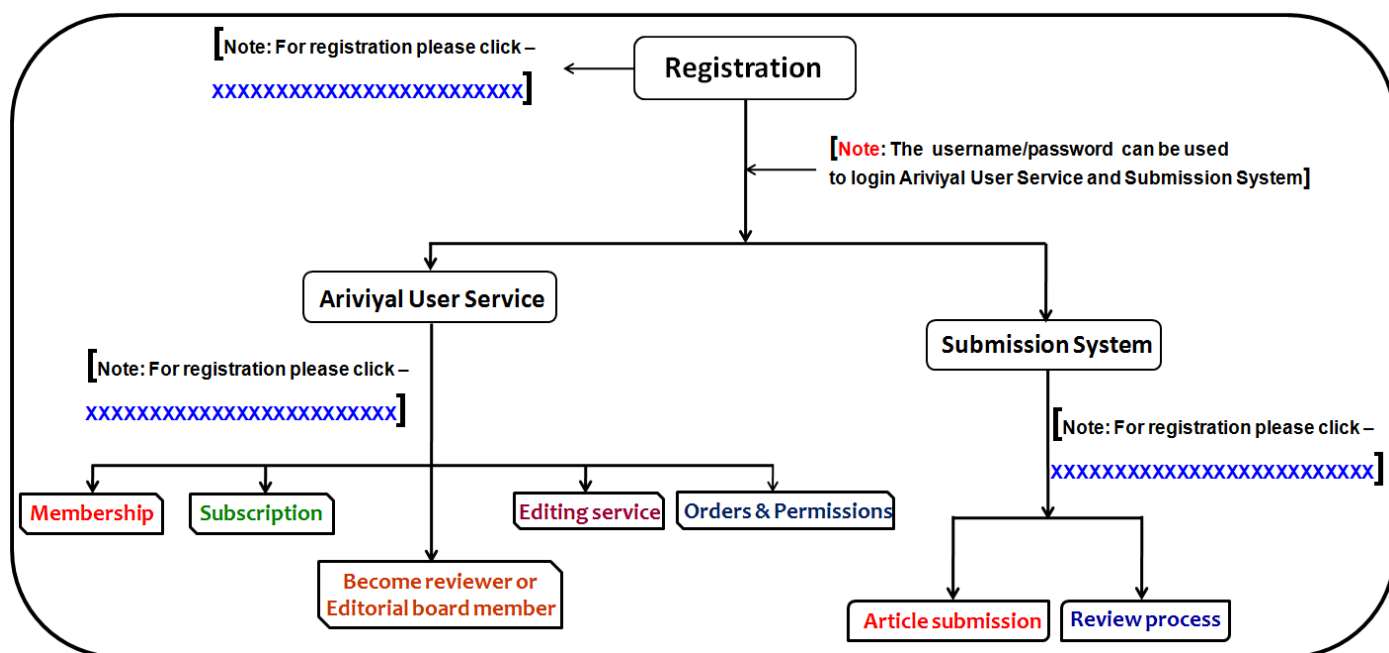 [Note: For registration please click –
xxxxxxxxxxxxxxxxxxxxxxxxx]
Registration
[Note: The username/password can be used
to login Ariviyal User Service and Submission System]
Ariviyal User Service
Submission System
[Note: For registration please click –
xxxxxxxxxxxxxxxxxxxxxxxxx]
[Note: For registration please click –
xxxxxxxxxxxxxxxxxxxxxxxxxx]
Membership
Subscription
Editing service
Orders & Permissions
Become reviewer or
Editorial board member
Article submission
Review process